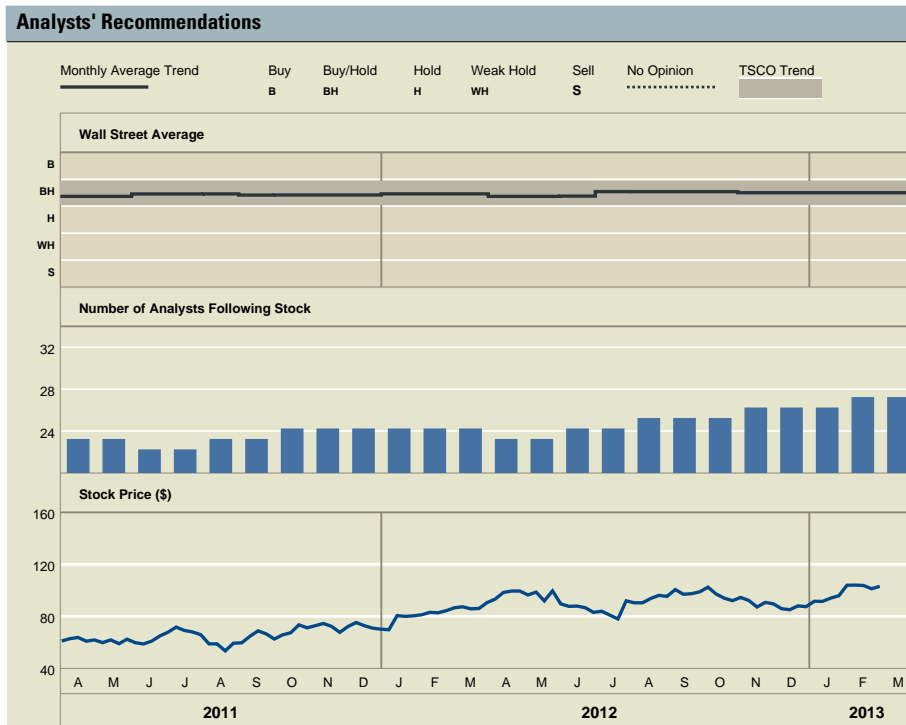 Analysts' Recommendations
Monthly Average Trend Buy Buy/Hold Hold Weak Hold Sell No Opinion TSCO Trend
B BH H WH S
Wall Street Average
B
BH
H
WH
S
Number of Analysts Following Stock
32
28
24
Stock Price ($)
160
120
80
40
A M J J A S O N D J F M A M J J A S O N D J F M
2011 2012 2013